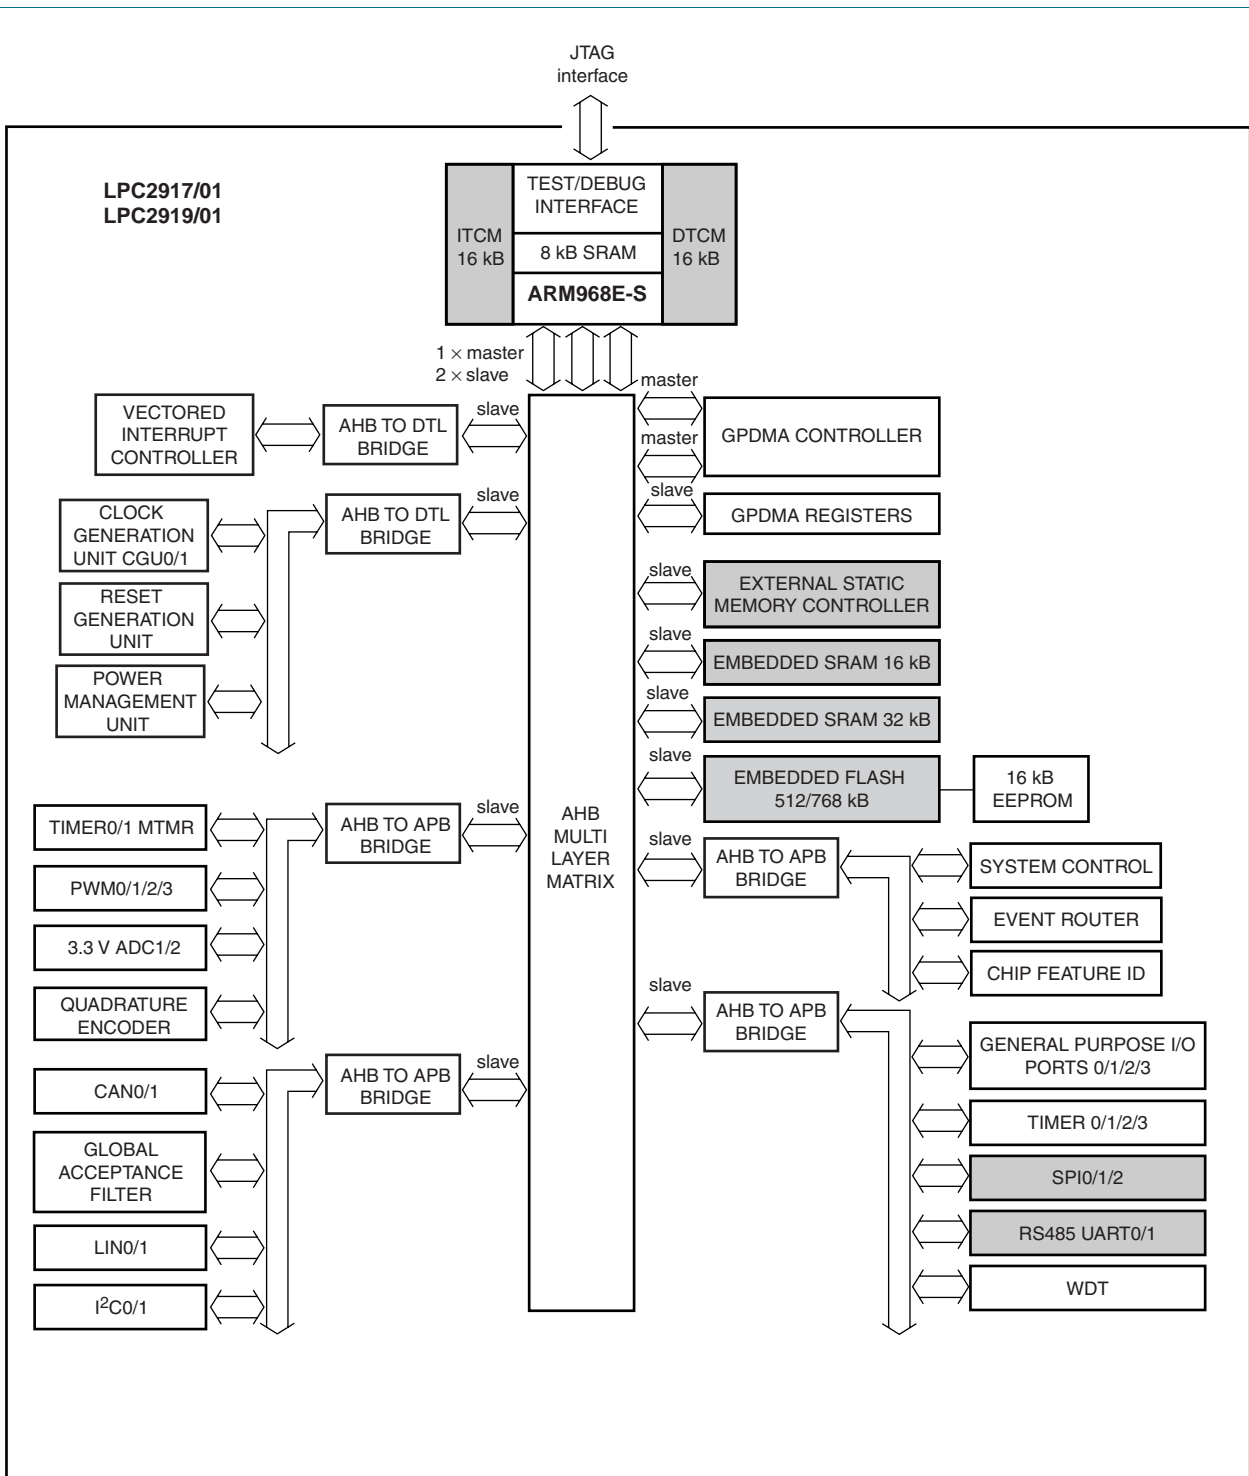 JTAG
interface
LPC2917/01
LPC2919/01
ITCM
16 kB
TEST/DEBUG
INTERFACE
8 kB SRAM
ARM968E-S
DTCM
16 kB
1 × master
2 × slave
master
master
slave
GPDMA CONTROLLER
GPDMA REGISTERS
VECTORED
INTERRUPT
CONTROLLER
AHB TO DTL
BRIDGE
slave
CLOCK
GENERATION
UNIT CGU0/1
AHB TO DTL
BRIDGE
slave
RESET
GENERATION
UNIT
POWER
MANAGEMENT
UNIT
slave
EXTERNAL STATIC
MEMORY CONTROLLER
slave
EMBEDDED SRAM 16 kB
slave
EMBEDDED SRAM 32 kB
slave
EMBEDDED FLASH
512/768 kB
16 kB
EEPROM
AHB
MULTI
LAYER
MATRIX
TIMER0/1 MTMR
PWM0/1/2/3
3.3 V ADC1/2
QUADRATURE
ENCODER
AHB TO APB
BRIDGE
slave
slave
AHB TO APB
BRIDGE
SYSTEM CONTROL
EVENT ROUTER
CHIP FEATURE ID
CAN0/1
GLOBAL
ACCEPTANCE
FILTER
LIN0/1
I²C0/1
AHB TO APB
BRIDGE
slave
slave
AHB TO APB
BRIDGE
GENERAL PURPOSE I/O
PORTS 0/1/2/3
TIMER 0/1/2/3
SPI0/1/2
RS485 UART0/1
WDT